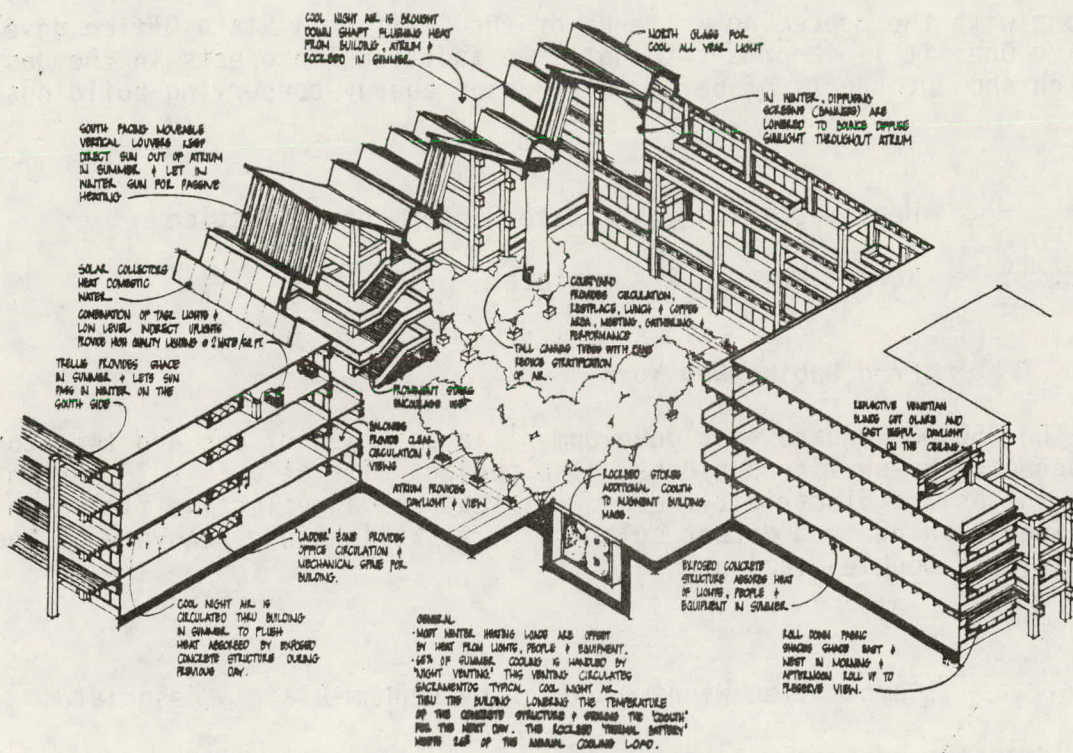 COOL NIGHT AIR IS BROUGHT
DOWN SHAFT FLUSHING HEAT
FROM BUILDING, ATRIUM &
ROCKBED IN SUMMER.
NORTH GLASS FOR
COOL ALL YEAR LIGHT
IN WINTER, DIFFUSING
SCREENS (BANNERS) ARE
LOWERED TO BOUNCE DIFFUSE
SUNLIGHT THROUGHOUT ATRIUM
SOUTH FACING MOVEABLE
VERTICAL LOUVERS KEEP
DIRECT SUN OUT OF ATRIUM
IN SUMMER & LET IN
WINTER SUN FOR PASSIVE
HEATING
SOLAR COLLECTORS
HEAT DOMESTIC
WATER
COMBINATION OF TASK LIGHTS &
LOW LEVEL INDIRECT UPLIGHTS
PROVIDE HIGH QUALITY LIGHTING @ 2 WATTS/SQ. FT.
TRELLIS PROVIDES SHADE
IN SUMMER & LETS SUN
PASS IN WINTER ON THE
SOUTH SIDE
COURTYARD
PROVIDES CIRCULATION,
RESTPLACE, LUNCH & COFFEE
AREA, MEETING, GATHERING &
PERFORMANCE
TALL CANVAS TUBES WITH FANS
REDUCE STRATIFICATION
OF AIR.
PROMINENT STAIRS
ENCOURAGE USE
BALCONIES
PROVIDE CLEAR
CIRCULATION &
VIEWS
ATRIUM PROVIDES
DAYLIGHT & VIEW
ROCKBED STORES
ADDITIONAL COOLTH
TO AUGMENT BUILDING
MASS.
REFLECTIVE VENETIAN
BLINDS CUT GLARE AND
CAST USEFUL DAYLIGHT
ON THE CEILING
"LADDER" ZONE PROVIDES
OFFICE CIRCULATION &
MECHANICAL SPINE FOR
BUILDING.
EXPOSED CONCRETE
STRUCTURE ABSORBS HEAT
OF LIGHTS, PEOPLE &
EQUIPMENT IN SUMMER
COOL NIGHT AIR IS
CIRCULATED THRU BUILDING
IN SUMMER TO FLUSH
HEAT ABSORBED BY EXPOSED
CONCRETE STRUCTURE DURING
PREVIOUS DAY.
ROLL DOWN FABRIC
SHADES SHADE EAST &
WEST IN MORNING &
AFTERNOON ROLL UP TO
PRESERVE VIEW.
GENERAL
- MOST WINTER HEATING LOADS ARE OFFSET
BY HEAT FROM LIGHTS, PEOPLE & EQUIPMENT.
- 65% OF SUMMER COOLING IS HANDLED BY
"NIGHT VENTING." THIS VENTING CIRCULATES
SACRAMENTOS TYPICAL COOL NIGHT AIR
THRU THE BUILDING LOWERING THE TEMPERATURE
OF THE CONCRETE STRUCTURE & STORING THE "COOLTH"
FOR THE NEXT DAY. THE ROCKBED "THERMAL BATTERY"
MEETS 26% OF THE ANNUAL COOLING LOAD.